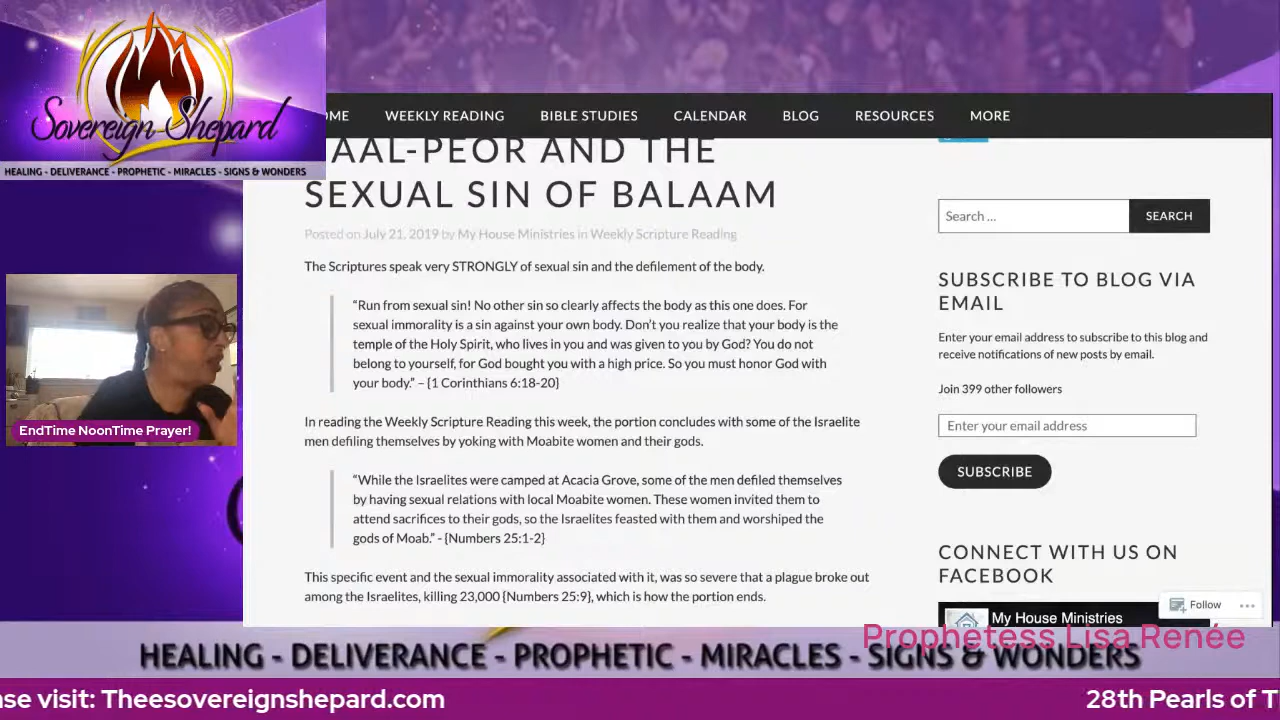 Sovereign Shepard
HEALING - DELIVERANCE - PROPHETIC - MIRACLES - SIGNS & WONDERS
OME WEEKLY READING BIBLE STUDIES CALENDAR BLOG RESOURCES MORE
AAL-PEOR AND THE
SEXUAL SIN OF BALAAM
Posted on July 21, 2019 by My House Ministries in Weekly Scripture Reading
The Scriptures speak very STRONGLY of sexual sin and the defilement of the body.
“Run from sexual sin! No other sin so clearly affects the body as this one does. For
sexual immorality is a sin against your own body. Don’t you realize that your body is the
temple of the Holy Spirit, who lives in you and was given to you by God? You do not
belong to yourself, for God bought you with a high price. So you must honor God with
your body.” – {1 Corinthians 6:18-20}
In reading the Weekly Scripture Reading this week, the portion concludes with some of the Israelite
men defiling themselves by yoking with Moabite women and their gods.
“While the Israelites were camped at Acacia Grove, some of the men defiled themselves
by having sexual relations with local Moabite women. These women invited them to
attend sacrifices to their gods, so the Israelites feasted with them and worshiped the
gods of Moab.” - {Numbers 25:1-2}
This specific event and the sexual immorality associated with it, was so severe that a plague broke out
among the Israelites, killing 23,000 {Numbers 25:9}, which is how the portion ends.
Search ... SEARCH
SUBSCRIBE TO BLOG VIA
EMAIL
Enter your email address to subscribe to this blog and
receive notifications of new posts by email.
Join 399 other followers
Enter your email address
SUBSCRIBE
CONNECT WITH US ON
FACEBOOK
My House Ministries
Follow
EndTime NoonTime Prayer!
Prophetess Lisa Renée
HEALING - DELIVERANCE - PROPHETIC - MIRACLES - SIGNS & WONDERS
ase visit: Theesovereignshepard.com 28th Pearls of T